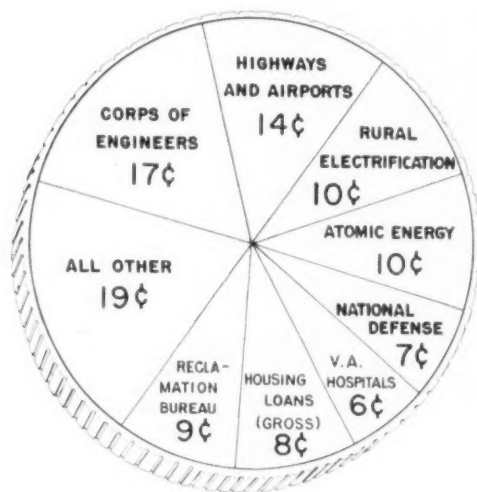 HIGHWAYS
AND AIRPORTS
14¢
RURAL
ELECTRIFICATION
10¢
ATOMIC ENERGY
10¢
NATIONAL
DEFENSE
7¢
V.A.
HOSPITALS
6¢
HOUSING
LOANS
(GROSS)
8¢
RECLA-
MATION
BUREAU
9¢
ALL OTHER
19¢
CORPS OF
ENGINEERS
17¢